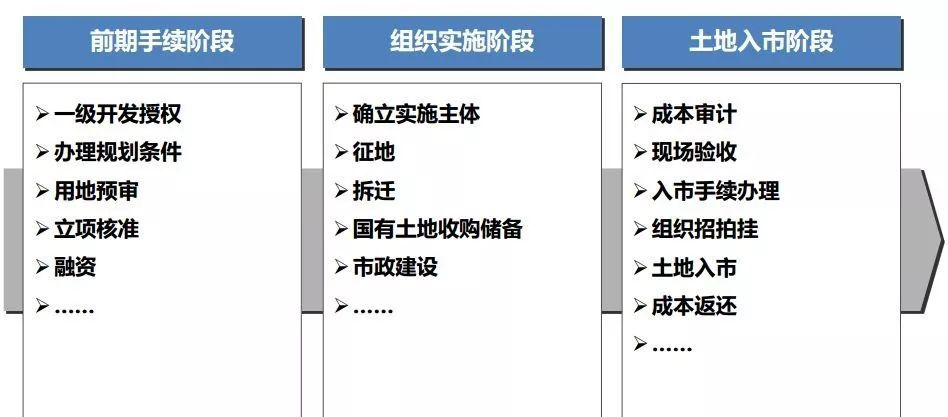 前期手续阶段
一级开发授权
办理规划条件
用地预审
立项核准
融资
……
组织实施阶段
确立实施主体
征地
拆迁
国有土地收购储备
市政建设
……
土地入市阶段
成本审计
现场验收
入市手续办理
组织招拍挂
土地入市
成本返还
……